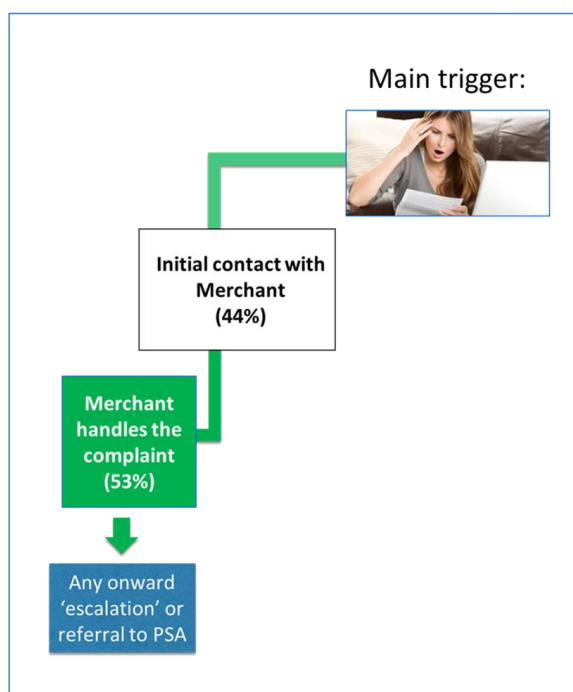 Main trigger:
Initial contact with
Merchant
(44%)
Merchant
handles the
complaint
(53%)
Any onward
‘escalation’ or
referral to PSA